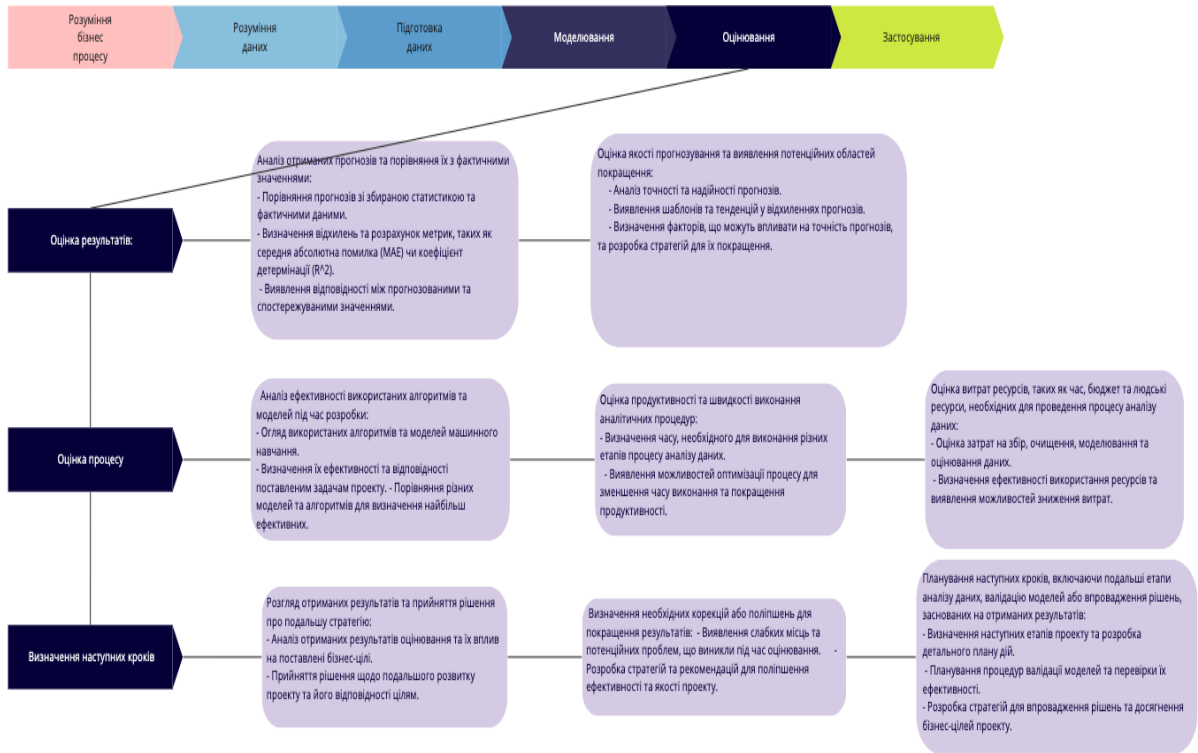 Розуміння
бізнес
процесу
Розуміння
даних
Підготовка
даних
Моделювання
Оцінювання
Застосування
Оцінка результатів:
Аналіз отриманих прогнозів та порівняння їх з фактичними
значеннями:
- Порівняння прогнозів зі збираною статистикою та
фактичними даними.
- Визначення відхилень та розрахунок метрик, таких як
середня абсолютна помилка (MAE) чи коефіцієнт
детермінації (R^2).
- Виявлення відповідності між прогнозованими та
спостережуваними значеннями.
Оцінка якості прогнозування та виявлення потенційних областей
покращення:
- Аналіз точності та надійності прогнозів.
- Виявлення шаблонів та тенденцій у відхиленнях прогнозів.
- Визначення факторів, що можуть впливати на точність прогнозів,
та розробка стратегій для їх покращення.
Оцінка процесу
Аналіз ефективності використаних алгоритмів та
моделей під час розробки:
- Огляд використаних алгоритмів та моделей машинного
навчання.
- Визначення їх ефективності та відповідності
поставленим задачам проекту. - Порівняння різних
моделей та алгоритмів для визначення найбільш
ефективних.
Оцінка продуктивності та швидкості виконання
аналітичних процедур:
- Визначення часу, необхідного для виконання різних
етапів процесу аналізу даних.
- Виявлення можливостей оптимізації процесу для
зменшення часу виконання та покращення
продуктивності.
Оцінка витрат ресурсів, таких як час, бюджет та людські
ресурси, необхідних для проведення процесу аналізу
даних:
- Оцінка затрат на збір, очищення, моделювання та
оцінювання даних.
- Визначення ефективності використання ресурсів та
виявлення можливостей зниження витрат.
Визначення наступних кроків
Розгляд отриманих результатів та прийняття рішення
про подальшу стратегію:
- Аналіз отриманих результатів оцінювання та їх вплив
на поставлені бізнес-цілі.
- Прийняття рішення щодо подальшого розвитку
проекту та його відповідності цілям.
Визначення необхідних корекцій або поліпшень для
покращення результатів: - Виявлення слабких місць та
потенційних проблем, що виникли під час оцінювання. -
Розробка стратегій та рекомендацій для поліпшення
ефективності та якості проекту.
Планування наступних кроків, включаючи подальші етапи
аналізу даних, валідацію моделей або впровадження рішень,
заснованих на отриманих результатів:
- Визначення наступних етапів проекту та розробка
детального плану дій.
- Планування процедур валідації моделей та перевірки їх
ефективності.
- Розробка стратегій для впровадження рішень та досягнення
бізнес-цілей проекту.